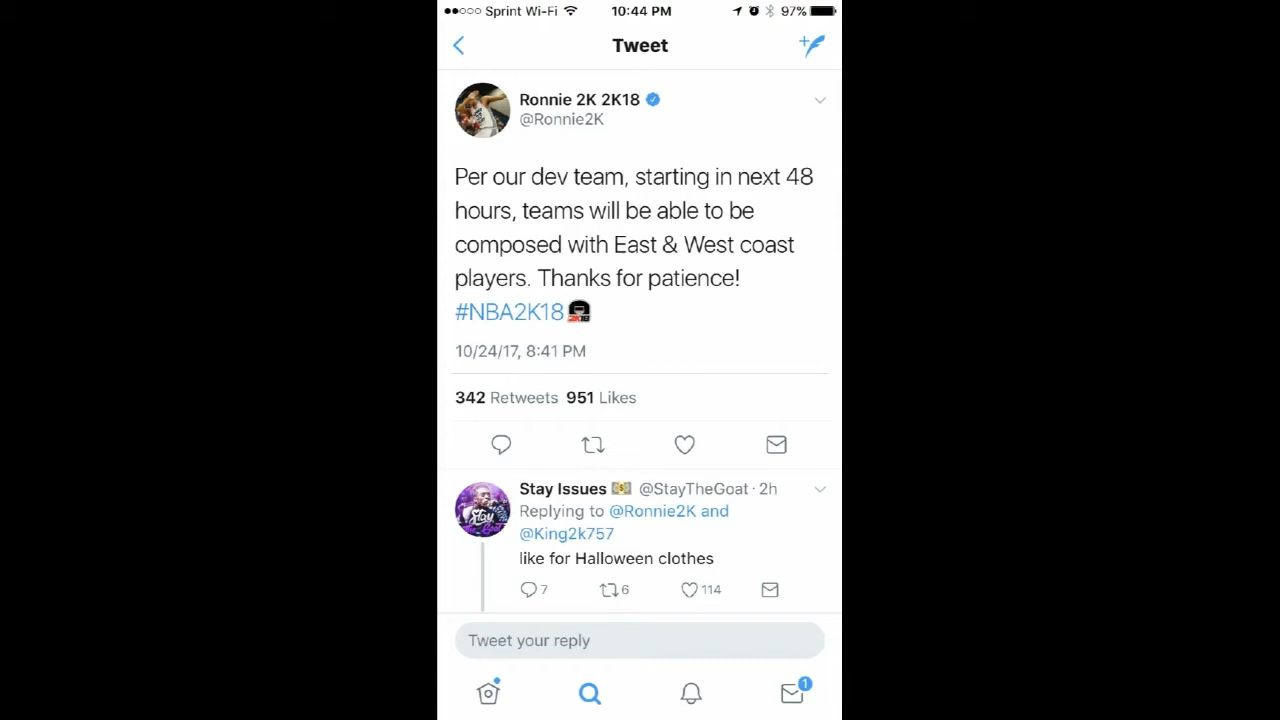 Sprint Wi-Fi 10:44 PM 97%
Tweet
Ronnie 2K 2K18
@Ronnie2K
Per our dev team, starting in next 48
hours, teams will be able to be
composed with East & West coast
players. Thanks for patience!
#NBA2K18
10/24/17, 8:41 PM
342 Retweets 951 Likes
Stay Issues @StayTheGoat · 2h
Replying to @Ronnie2K and
@King2k757
like for Halloween clothes
7 6 114
Tweet your reply
1